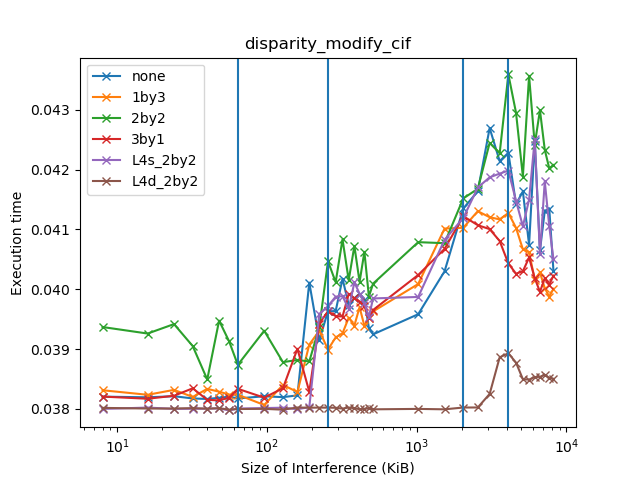 disparity_modify_cif
none
1by3
2by2
3by1
L4s_2by2
L4d_2by2
Execution time
0.043
0.042
0.041
0.040
0.039
0.038
10¹ 10² 10³ 10⁴
Size of Interference (KiB)